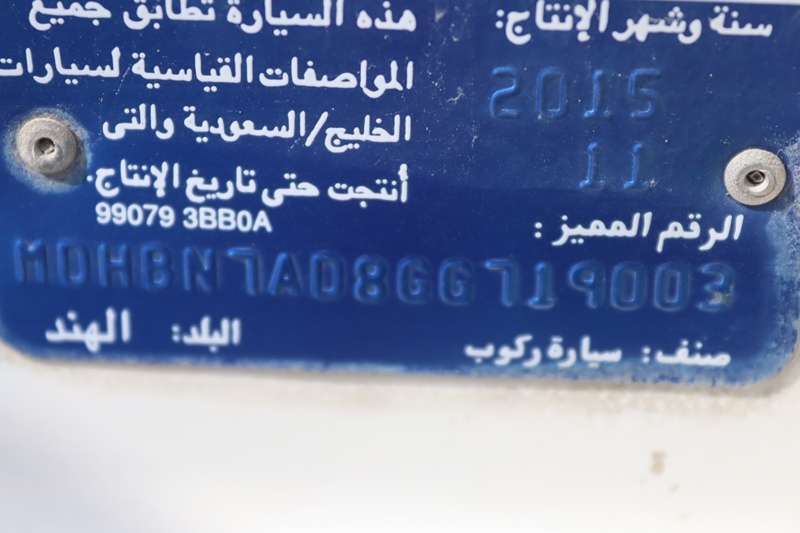 سنة وشهر الإنتاج:
2015
11
هذه السيارة تطابق جميع
المواصفات القياسية لسيارات
الخليج/السعودية والتى
أنتجت حتى تاريخ الإنتاج.
99079 3BB0A
الرقم المميز :
MDHBN7AD8GG719003
صنف: سيارة ركوب
البلد: الهند